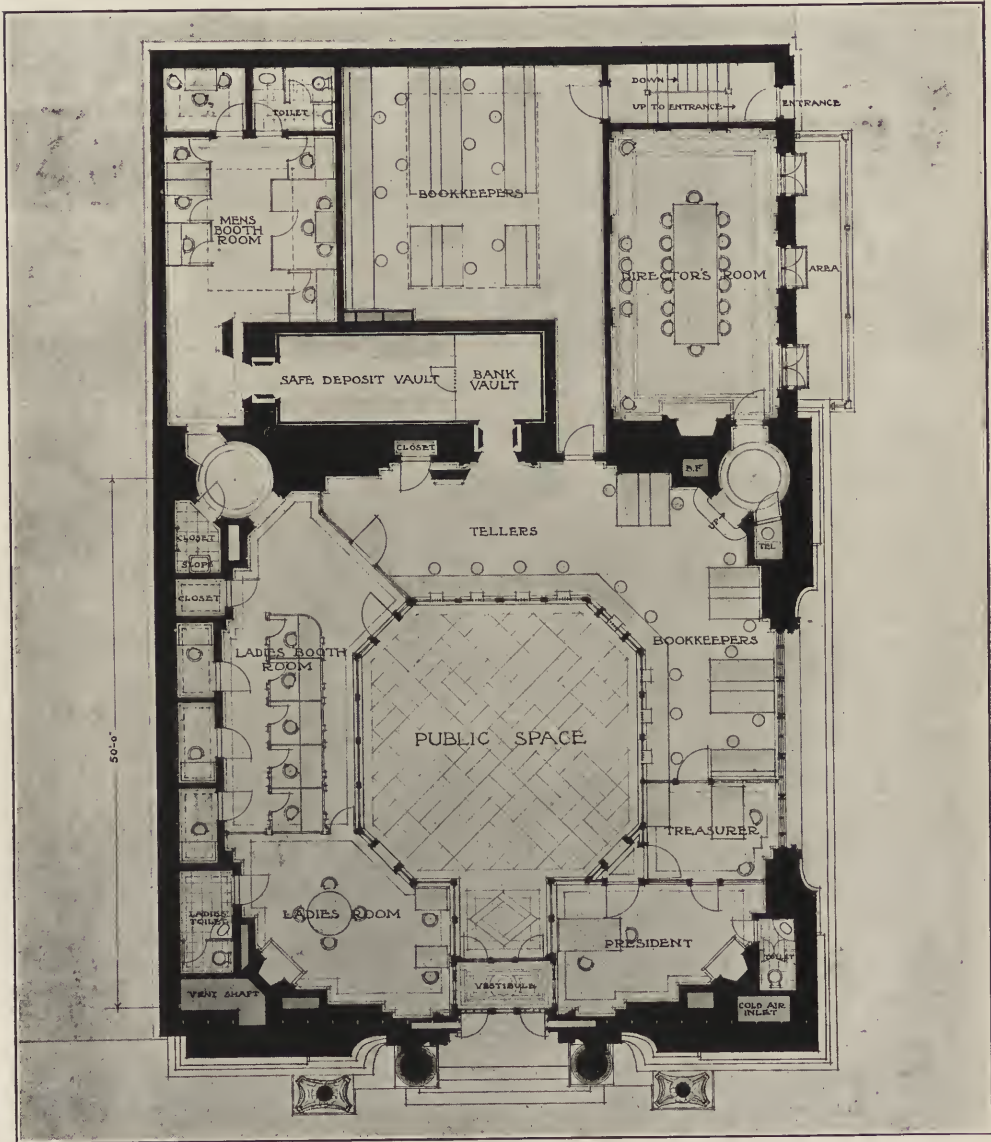 DOWN
UP TO ENTRANCE
ENTRANCE
TOILET
BOOKKEEPERS
MENS
BOOTH
ROOM
DIRECTOR'S ROOM
AREA
SAFE DEPOSIT VAULT
BANK
VAULT
CLOSET
B.F
TELLERS
TEL
CLOSET
SLOPS
CLOSET
LADIES BOOTH
ROOM
BOOKKEEPERS
PUBLIC SPACE
50'-0"
TREASURER
LADIES'
TOILET
LADIES ROOM
PRESIDENT
TOILET
VESTIBULE
VENT SHAFT
COLD AIR
INLET